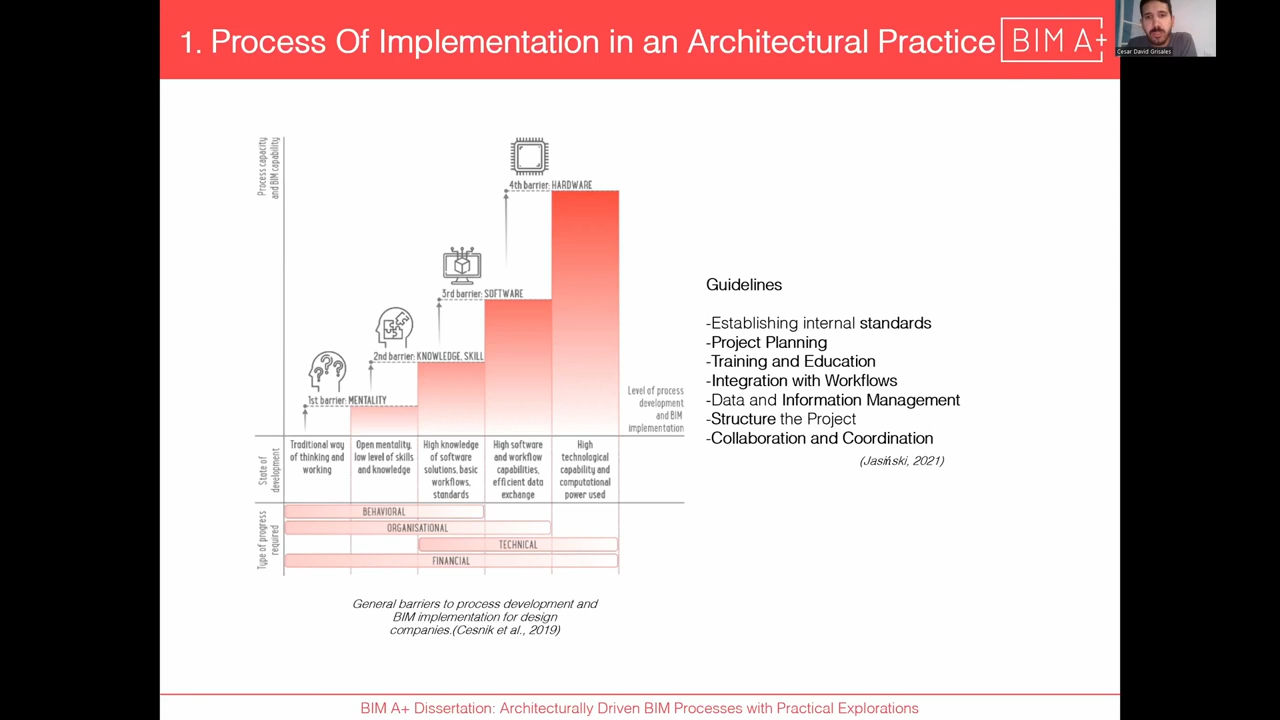 1. Process Of Implementation in an Architectural Practice
BIM A+
Cesar David Grisales
Process capacity
and BIM capability
4th barrier: HARDWARE
3rd barrier: SOFTWARE
2nd barrier: KNOWLEDGE, SKILL
1st barrier: MENTALITY
Level of process
development
and BIM
implementation
State of
development
Traditional way
of thinking and
working
Open mentality,
low level of skills
and knowledge
High knowledge
of software
solutions, basic
workflows,
standards
High software
and workflow
capabilities,
efficient data
exchange
High
technological
capability and
computational
power used
Type of progress
required
BEHAVIORAL
ORGANISATIONAL
TECHNICAL
FINANCIAL
General barriers to process development and
BIM implementation for design
companies.(Cesnik et al., 2019)
Guidelines
-Establishing internal standards
-Project Planning
-Training and Education
-Integration with Workflows
-Data and Information Management
-Structure the Project
-Collaboration and Coordination
(Jasiński, 2021)
BIM A+ Dissertation: Architecturally Driven BIM Processes with Practical Explorations